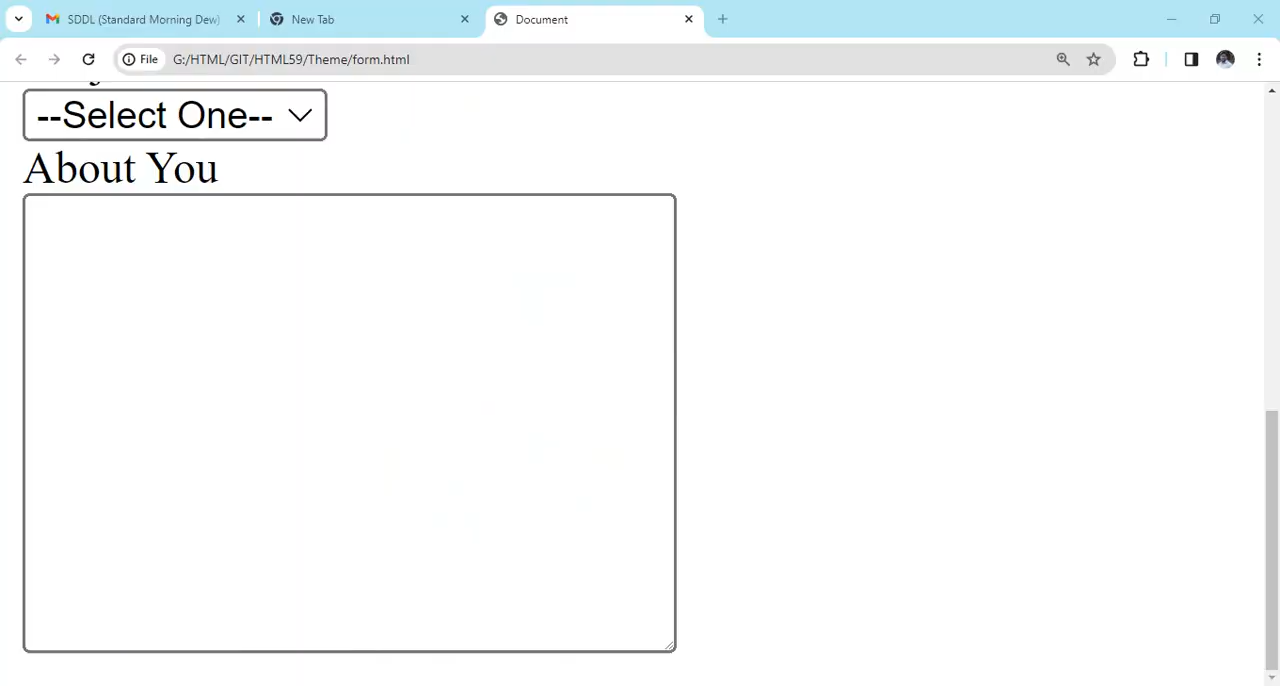 SDDL (Standard Morning Dew)
New Tab
Document
File
G:/HTML/GIT/HTML59/Theme/form.html
--Select One--
About You